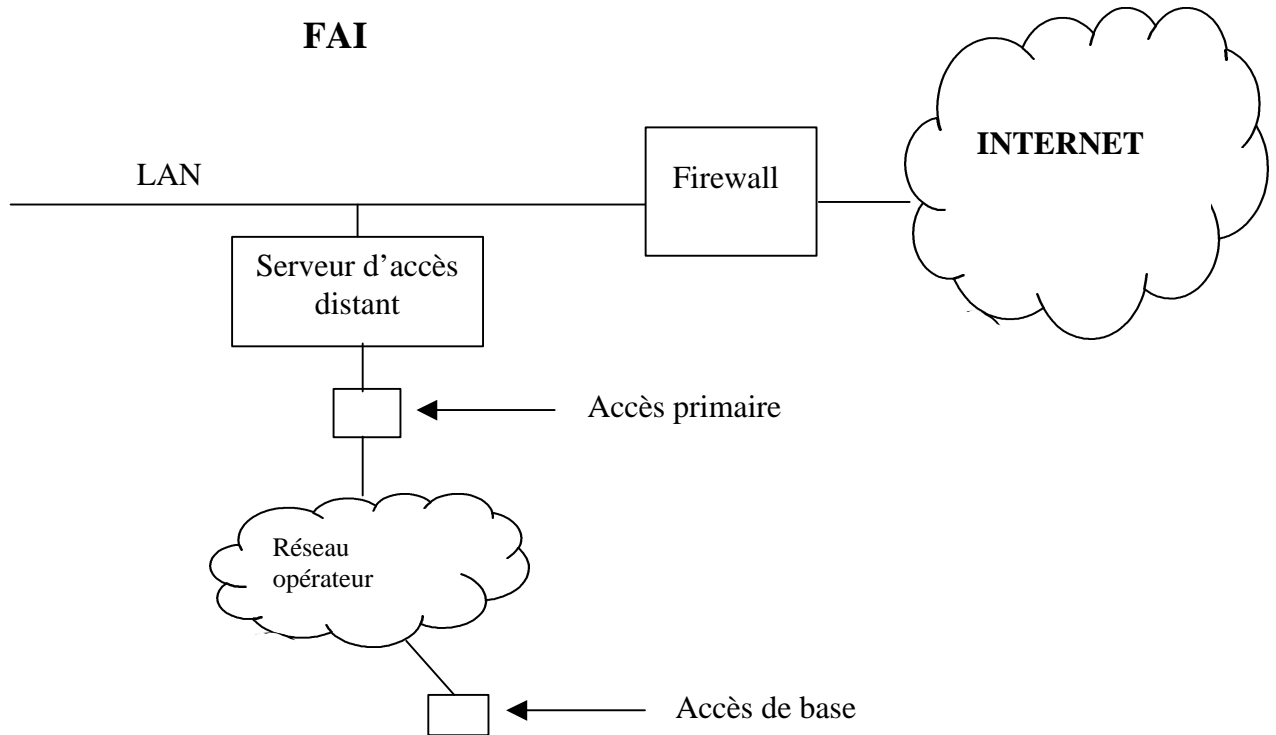 FAI
INTERNET
LAN
Firewall
Serveur d’accès
distant
Accès primaire
Réseau
opérateur
Accès de base